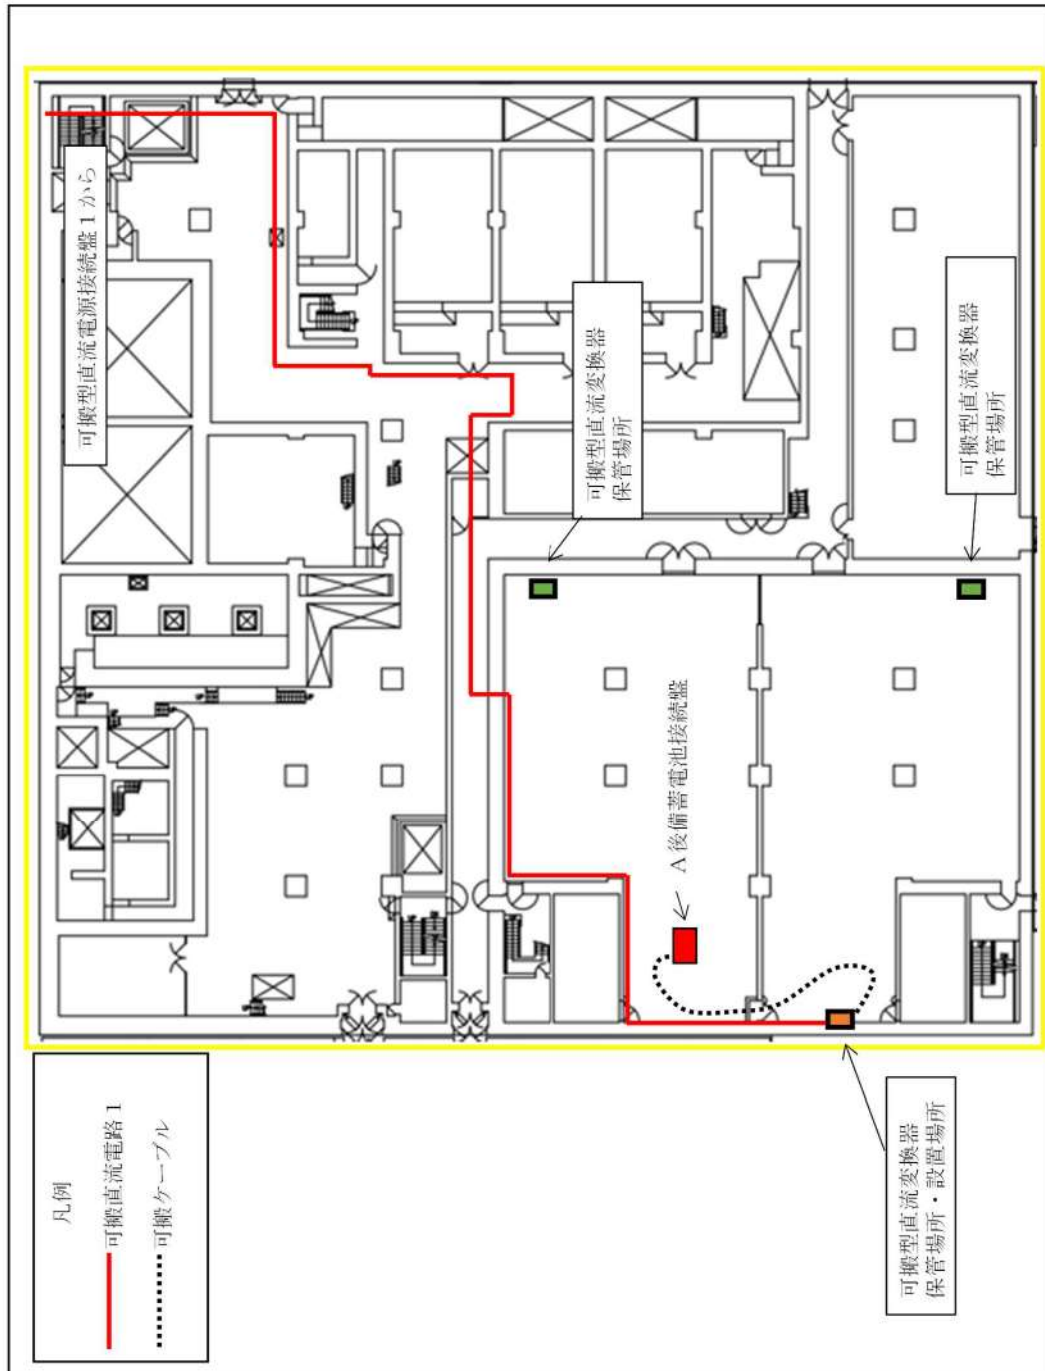 凡例
可搬直流電路１
可搬ケーブル
可搬型直流電源接続盤１から
可搬型直流変換器
保管場所
A後備蓄電池接続盤
可搬型直流変換器
保管場所
可搬型直流変換器
保管場所・設置場所